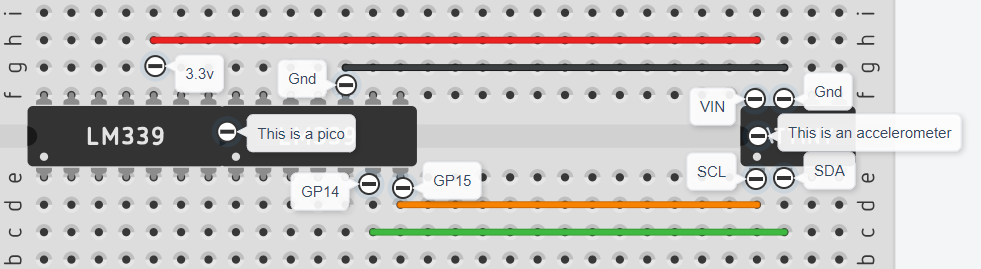 i
i
h
h
g
3.3v
Gnd
g
f
VIN
Gnd
f
LM339
This is a pico
This is an accelerometer
e
GP14
GP15
SCL
SDA
e
d
d
c
c
b
b